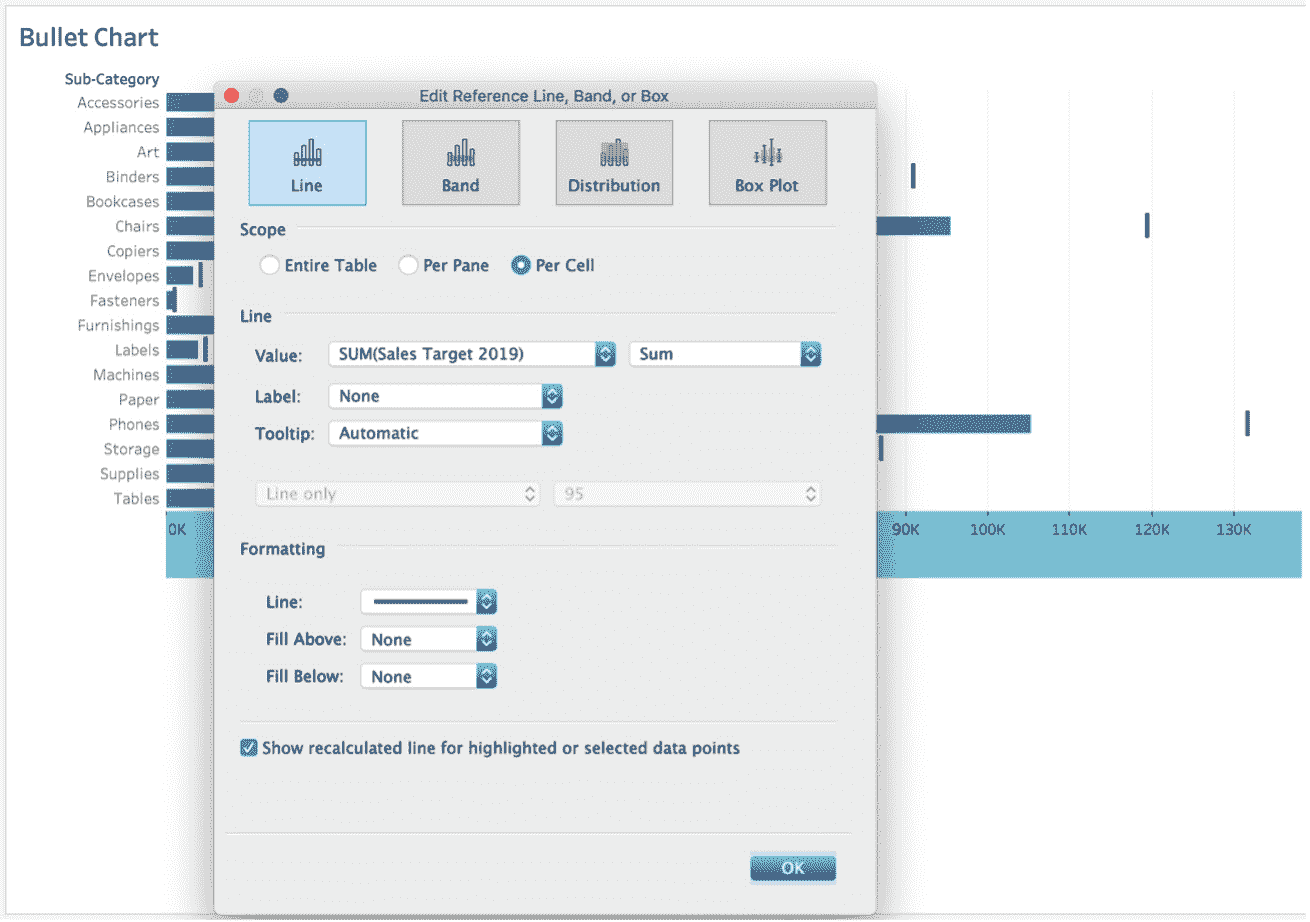 Bullet Chart
Sub-Category
Accessories
Appliances
Art
Binders
Bookcases
Chairs
Copiers
Envelopes
Fasteners
Furnishings
Labels
Machines
Paper
Phones
Storage
Supplies
Tables
0K
90K 100K 110K 120K 130K
Edit Reference Line, Band, or Box
Line Band Distribution Box Plot
Scope
Entire Table Per Pane Per Cell
Line
Value: SUM(Sales Target 2019) Sum
Label: None
Tooltip: Automatic
Line only 95
Formatting
Line:
Fill Above: None
Fill Below: None
Show recalculated line for highlighted or selected data points
OK